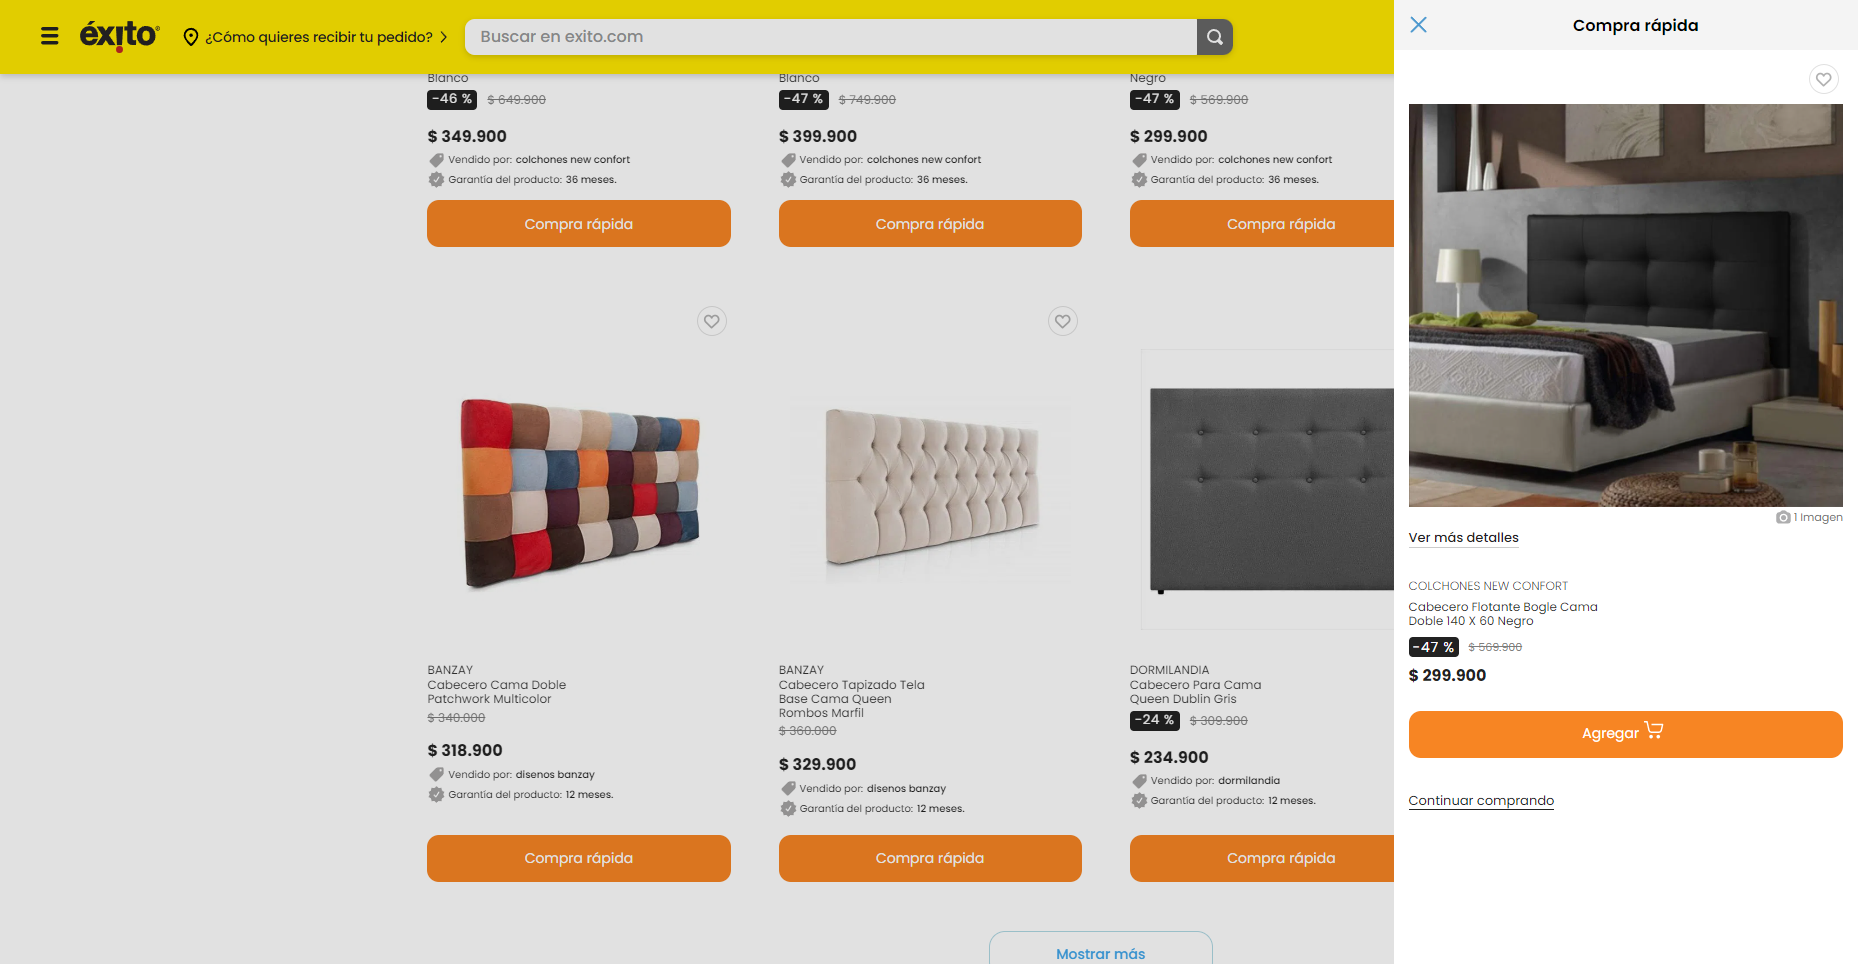 éxito
¿Cómo quieres recibir tu pedido?
Buscar en exito.com
Blanco
-46 % $ 649.900
$ 349.900
Vendido por: colchones new confort
Garantía del producto: 36 meses.
Compra rápida
Blanco
-47 % $ 749.900
$ 399.900
Vendido por: colchones new confort
Garantía del producto: 36 meses.
Compra rápida
Negro
-47 % $ 569.900
$ 299.900
Vendido por: colchones new confort
Garantía del producto: 36 meses.
Compra rápida
BANZAY
Cabecero Cama Doble
Patchwork Multicolor
$ 340.000
$ 318.900
Vendido por: disenos banzay
Garantía del producto: 12 meses.
Compra rápida
BANZAY
Cabecero Tapizado Tela
Base Cama Queen
Rombos Marfil
$ 360.000
$ 329.900
Vendido por: disenos banzay
Garantía del producto: 12 meses.
Compra rápida
DORMILANDIA
Cabecero Para Cama
Queen Dublin Gris
-24 % $ 309.900
$ 234.900
Vendido por: dormilandia
Garantía del producto: 12 meses.
Compra rápida
Mostrar más
Compra rápida
1 Imagen
Ver más detalles
COLCHONES NEW CONFORT
Cabecero Flotante Bogle Cama
Doble 140 X 60 Negro
-47 % $ 569.900
$ 299.900
Agregar
Continuar comprando